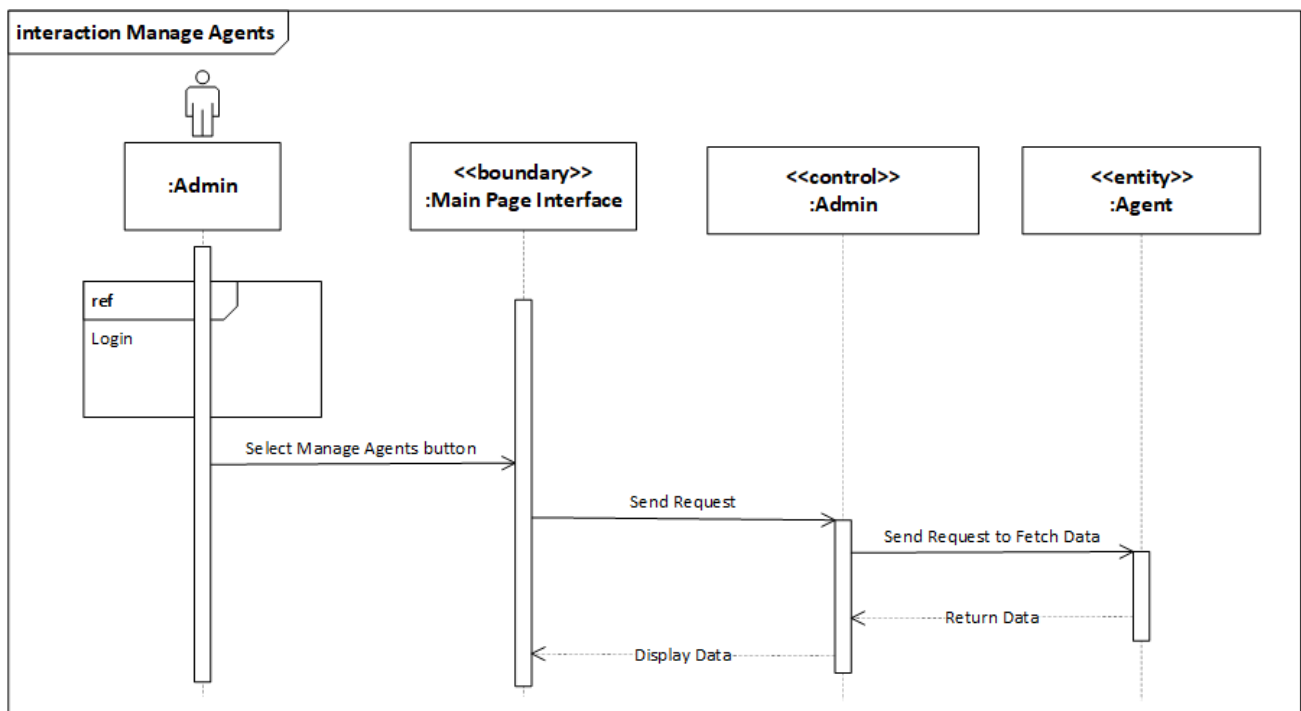 interaction Manage Agents
:Admin
<<boundary>>
:Main Page Interface
<<control>>
:Admin
<<entity>>
:Agent
ref
Login
Select Manage Agents button
Send Request
Send Request to Fetch Data
Return Data
Display Data